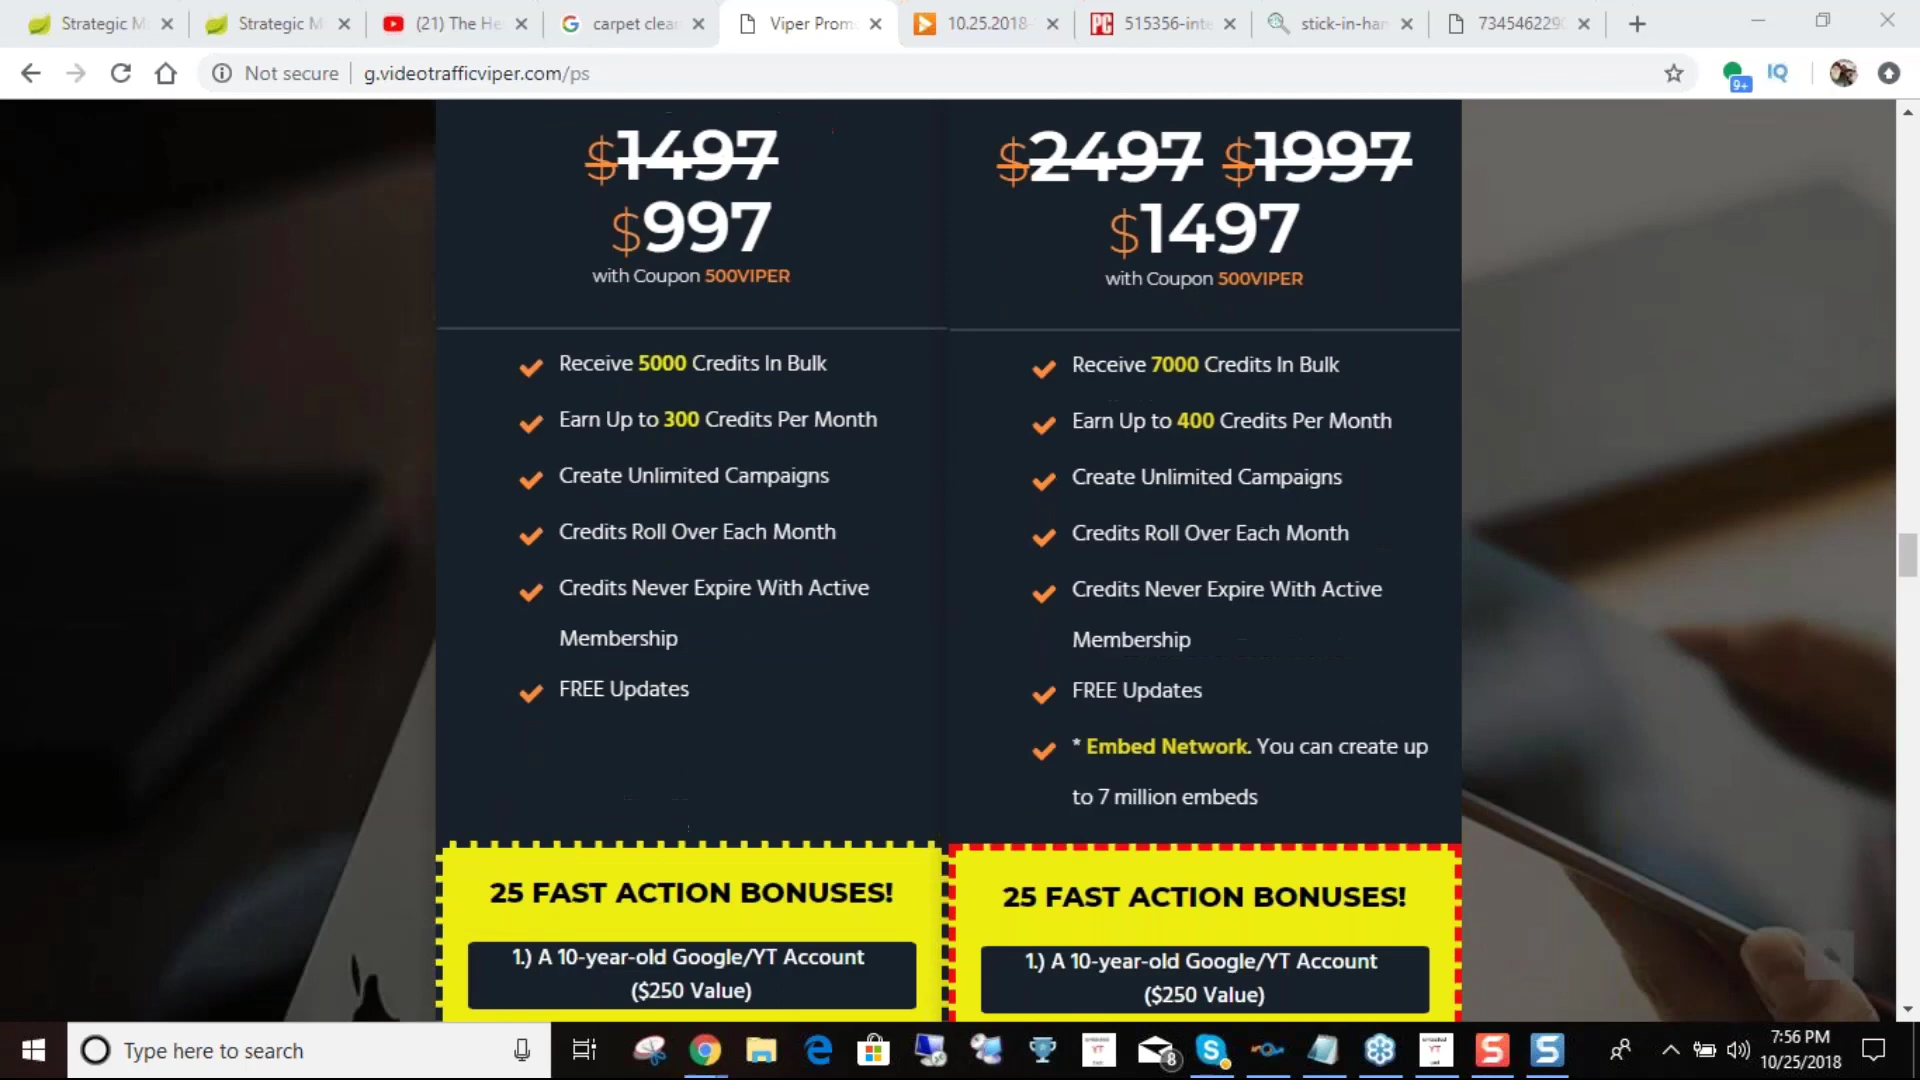 Strategic M
Strategic M
(21) The He
carpet clea
Viper Prom
10.25.2018-
515356-inte
stick-in-han
7345462290
Not secure
g.videotrafficviper.com/ps
9+
IQ
$1497
$997
with Coupon 500VIPER
Receive 5000 Credits In Bulk
Earn Up to 300 Credits Per Month
Create Unlimited Campaigns
Credits Roll Over Each Month
Credits Never Expire With Active
Membership
FREE Updates
25 FAST ACTION BONUSES!
1.) A 10-year-old Google/YT Account
($250 Value)
$2497 $1997
$1497
with Coupon 500VIPER
Receive 7000 Credits In Bulk
Earn Up to 400 Credits Per Month
Create Unlimited Campaigns
Credits Roll Over Each Month
Credits Never Expire With Active
Membership
FREE Updates
* Embed Network. You can create up
to 7 million embeds
25 FAST ACTION BONUSES!
1.) A 10-year-old Google/YT Account
($250 Value)
Type here to search
8
7:56 PM
10/25/2018